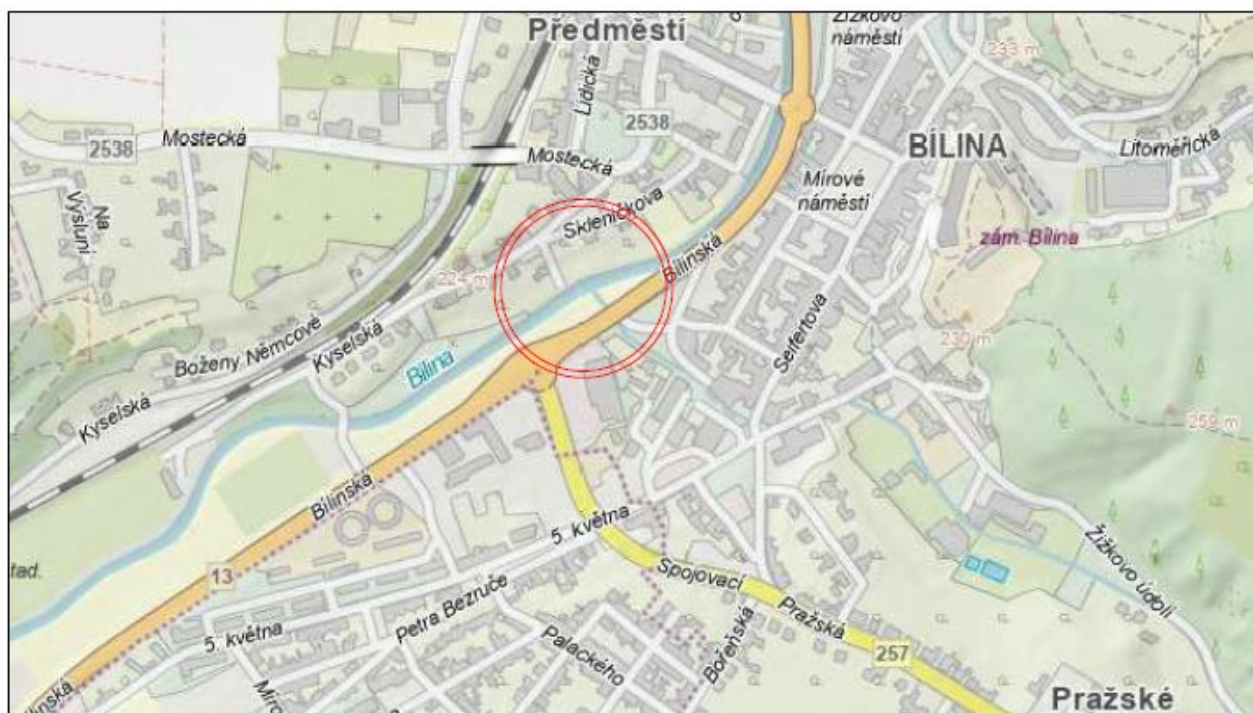 Předměstí
Žižkovo
náměstí
233 m
Lidická
2538
Mostecká
2538
Mostecká
BÍLINA
Litoměřická
Mírové
náměstí
Skleničkova
Na
Výsluní
zám. Bílina
Bílinská
224 m
Seifertova
230 m
Boženy Němcové
Kyselská
Bílina
Kyselská
259 m
Bílinská
5. května
13
tad.
Spojovací
Žižkovo údolí
Petra Bezruče
Pražská
5. května
Palackého
Bořeňská
257
Pražské